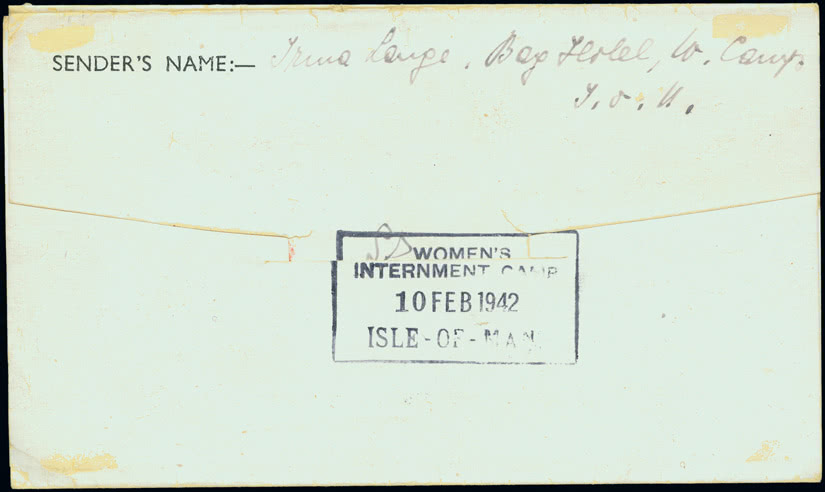 SENDER'S NAME:— Irma Lange, Bay Hotel, W. Camp.
I. o. M.
WOMEN'S
INTERNMENT CAMP
10 FEB 1942
ISLE-OF-MAN.